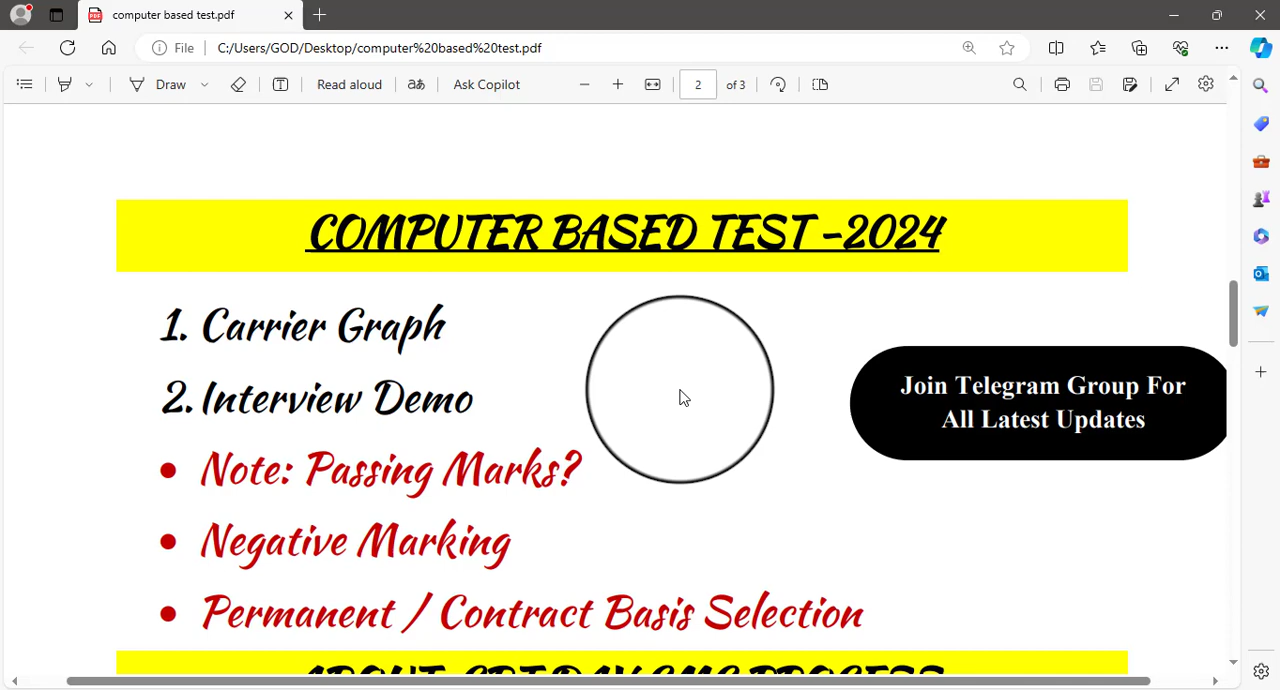 computer based test.pdf
File
C:/Users/GOD/Desktop/computer%20based%20test.pdf
Draw
Read aloud
aあ
Ask Copilot
2 of 3
COMPUTER BASED TEST -2024
1. Carrier Graph
2. Interview Demo
Join Telegram Group For
All Latest Updates
• Note: Passing Marks?
• Negative Marking
• Permanent / Contract Basis Selection